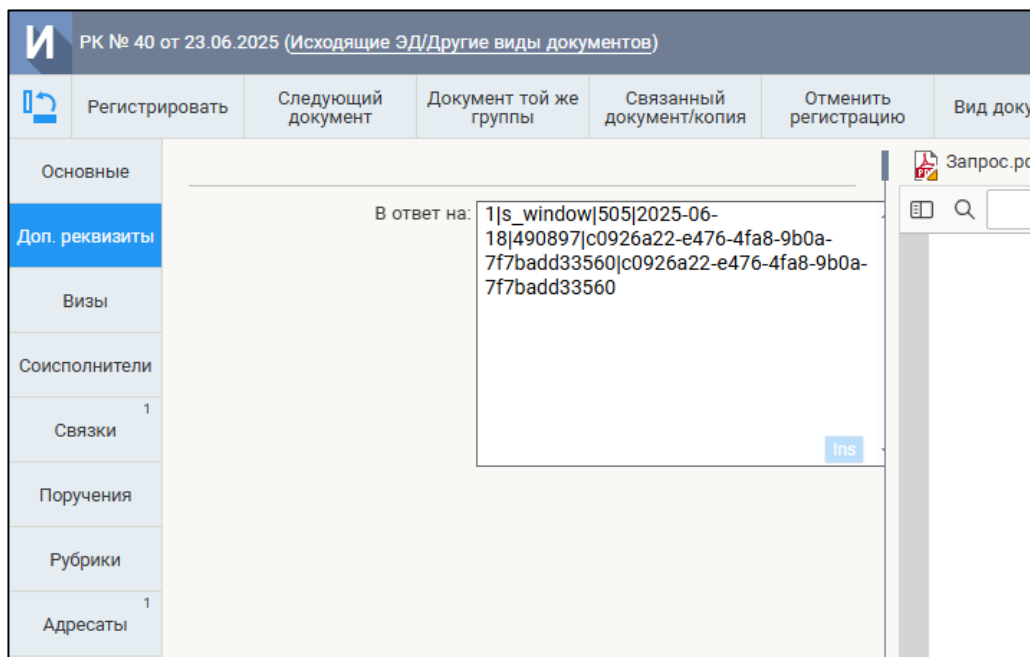 И
РК № 40 от 23.06.2025 (Исходящие ЭД/Другие виды документов)
Регистрировать
Следующий
документ
Документ той же
группы
Связанный
документ/копия
Отменить
регистрацию
Вид доку
Основные
Доп. реквизиты
Визы
Соисполнители
Связки
1
Поручения
Рубрики
Адресаты
1
В ответ на:
1|s_window|505|2025-06-
18|490897|c0926a22-e476-4fa8-9b0a-
7f7badd33560|c0926a22-e476-4fa8-9b0a-
7f7badd33560
Ins
Запрос.pd